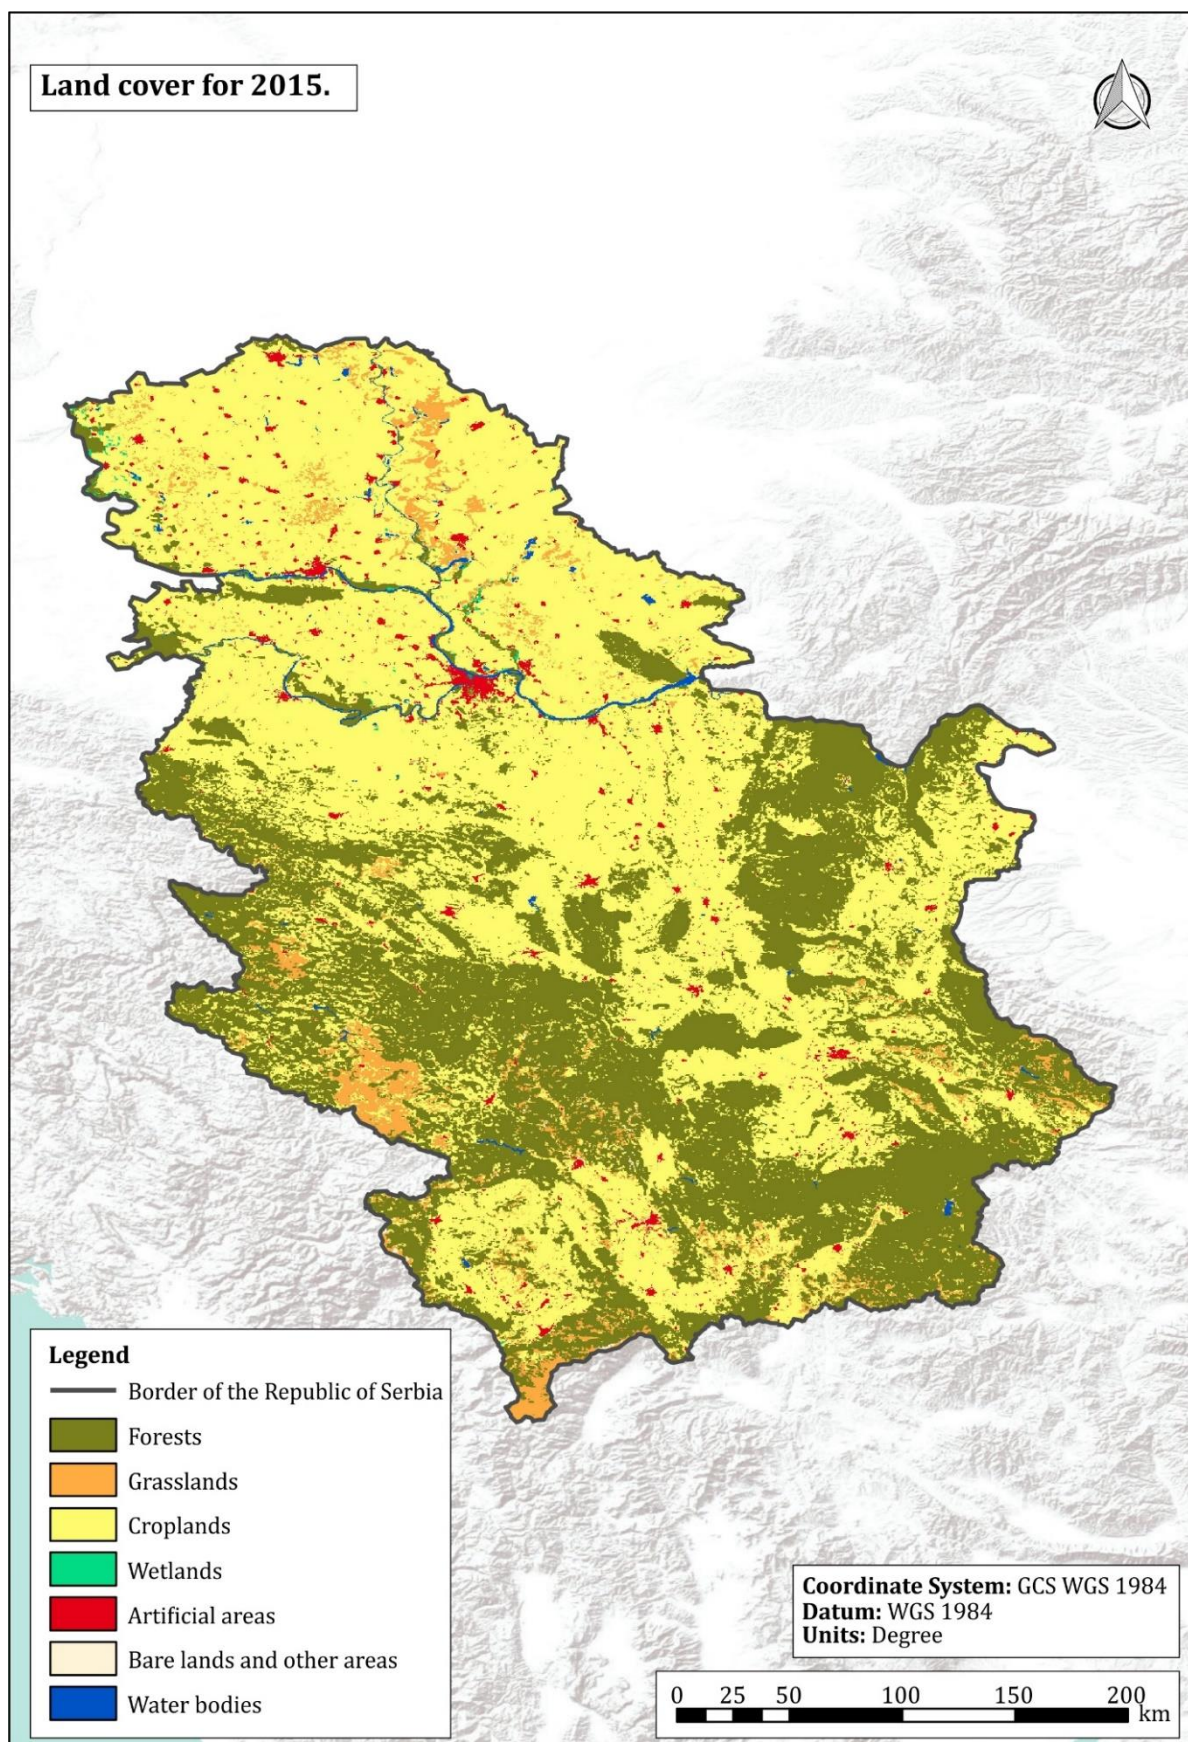 Land cover for 2015.
Legend
Border of the Republic of Serbia
Forests
Grasslands
Croplands
Wetlands
Artificial areas
Bare lands and other areas
Water bodies
Coordinate System: GCS WGS 1984
Datum: WGS 1984
Units: Degree
0 25 50 100 150 200
km